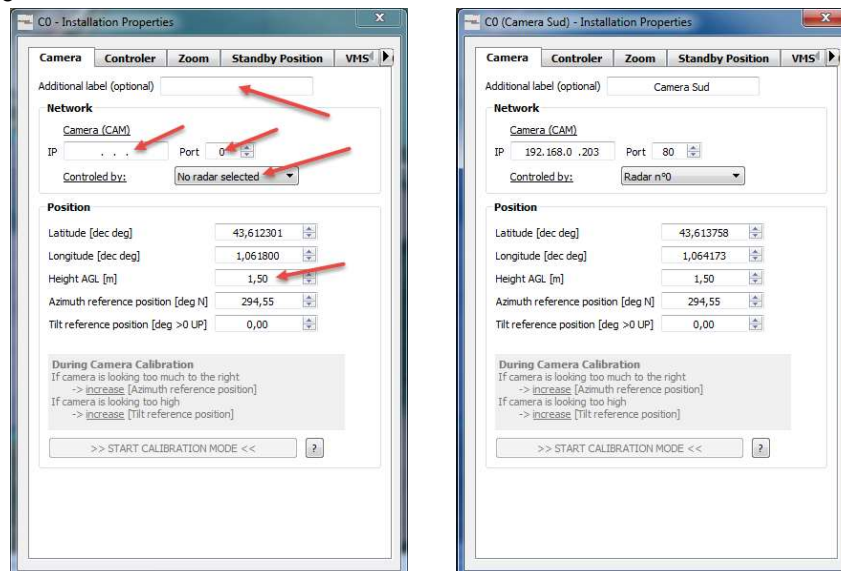 C0 - Installation Properties
Camera Controler Zoom Standby Position VMS
Additional label (optional)
Network
Camera (CAM)
IP . . . Port 0
Controled by: No radar selected
Position
Latitude [dec deg] 43,612301
Longitude [dec deg] 1,061800
Height AGL [m] 1,50
Azimuth reference position [deg N] 294,55
Tilt reference position [deg >0 UP] 0,00
During Camera Calibration
If camera is looking too much to the right
-> increase [Azimuth reference position]
If camera is looking too high
-> increase [Tilt reference position]
>> START CALIBRATION MODE << ?
C0 (Camera Sud) - Installation Properties
Camera Controler Zoom Standby Position VMS
Additional label (optional) Camera Sud
Network
Camera (CAM)
IP 192.168.0 .203 Port 80
Controled by: Radar n°0
Position
Latitude [dec deg] 43,613758
Longitude [dec deg] 1,064173
Height AGL [m] 1,50
Azimuth reference position [deg N] 294,55
Tilt reference position [deg >0 UP] 0,00
During Camera Calibration
If camera is looking too much to the right
-> increase [Azimuth reference position]
If camera is looking too high
-> increase [Tilt reference position]
>> START CALIBRATION MODE << ?